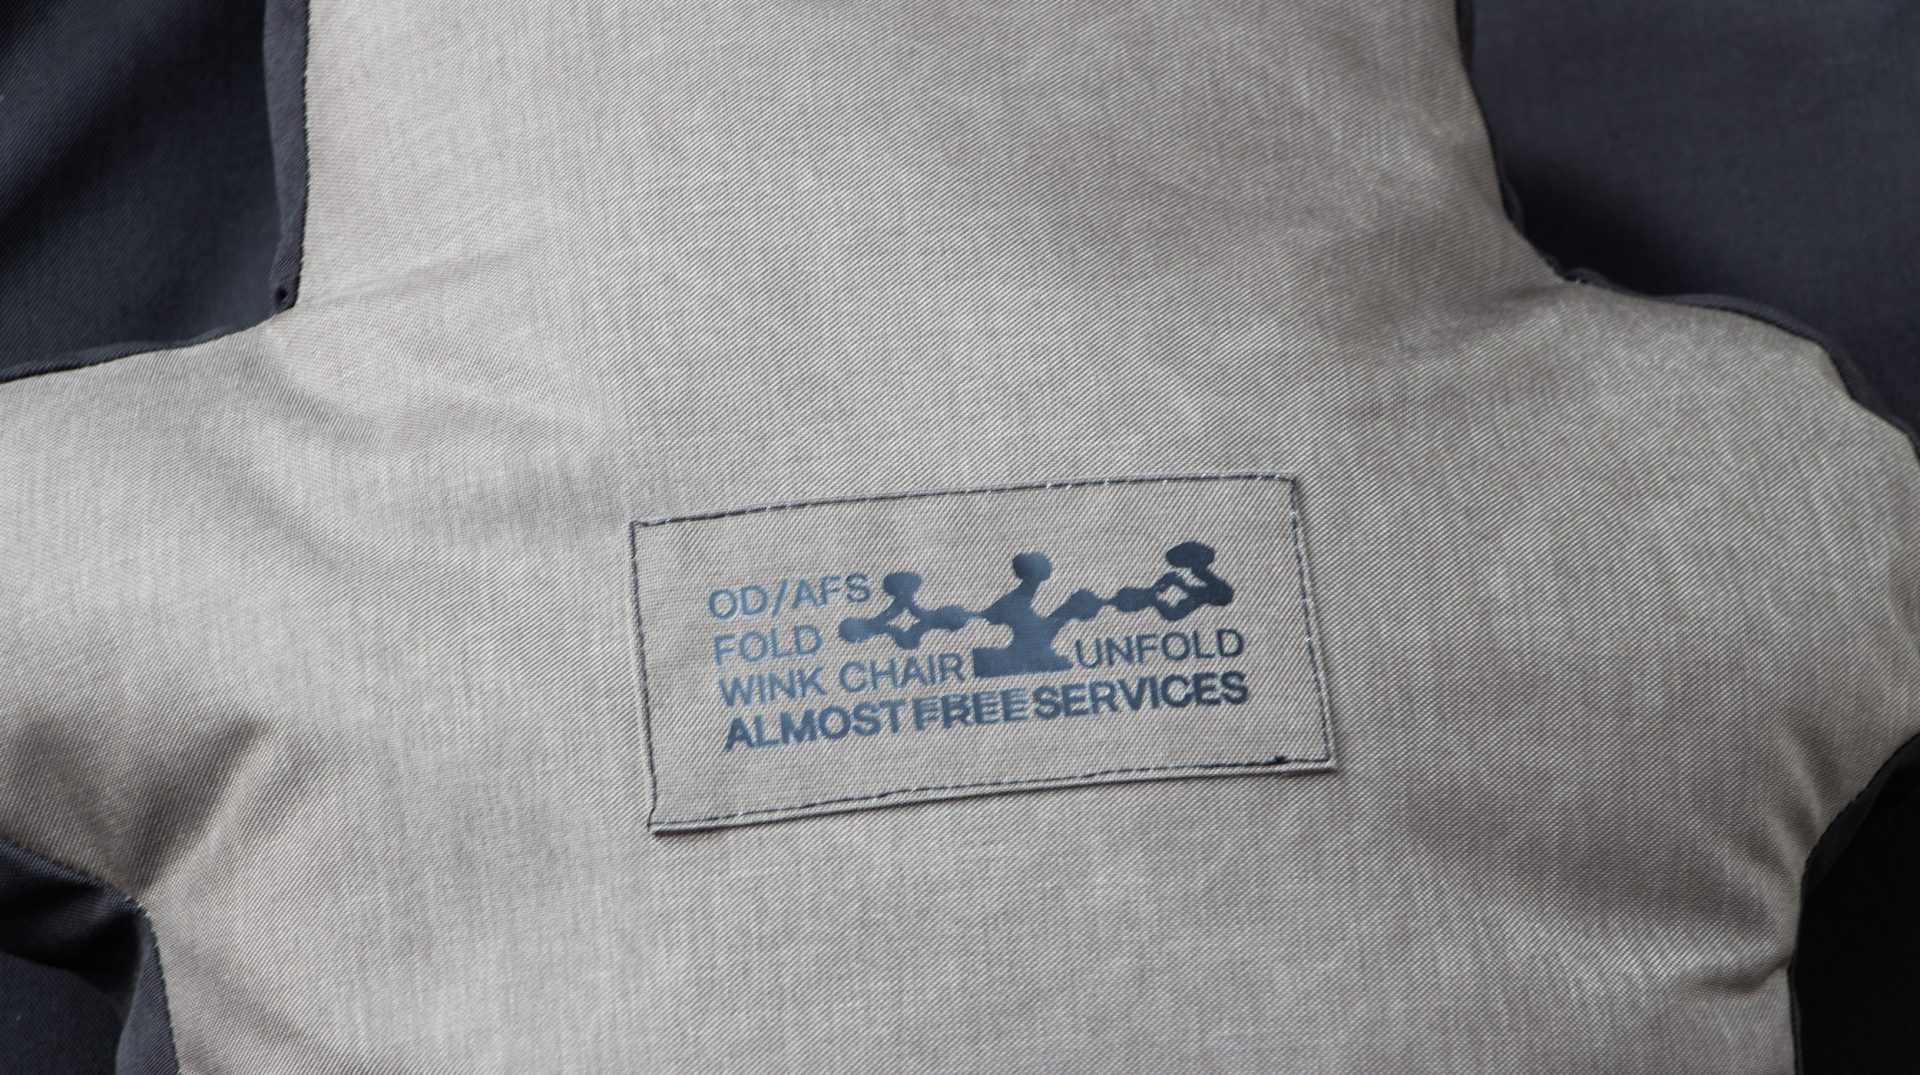 OD/AFS
FOLD
WINK CHAIR UNFOLD
ALMOST FREE SERVICES